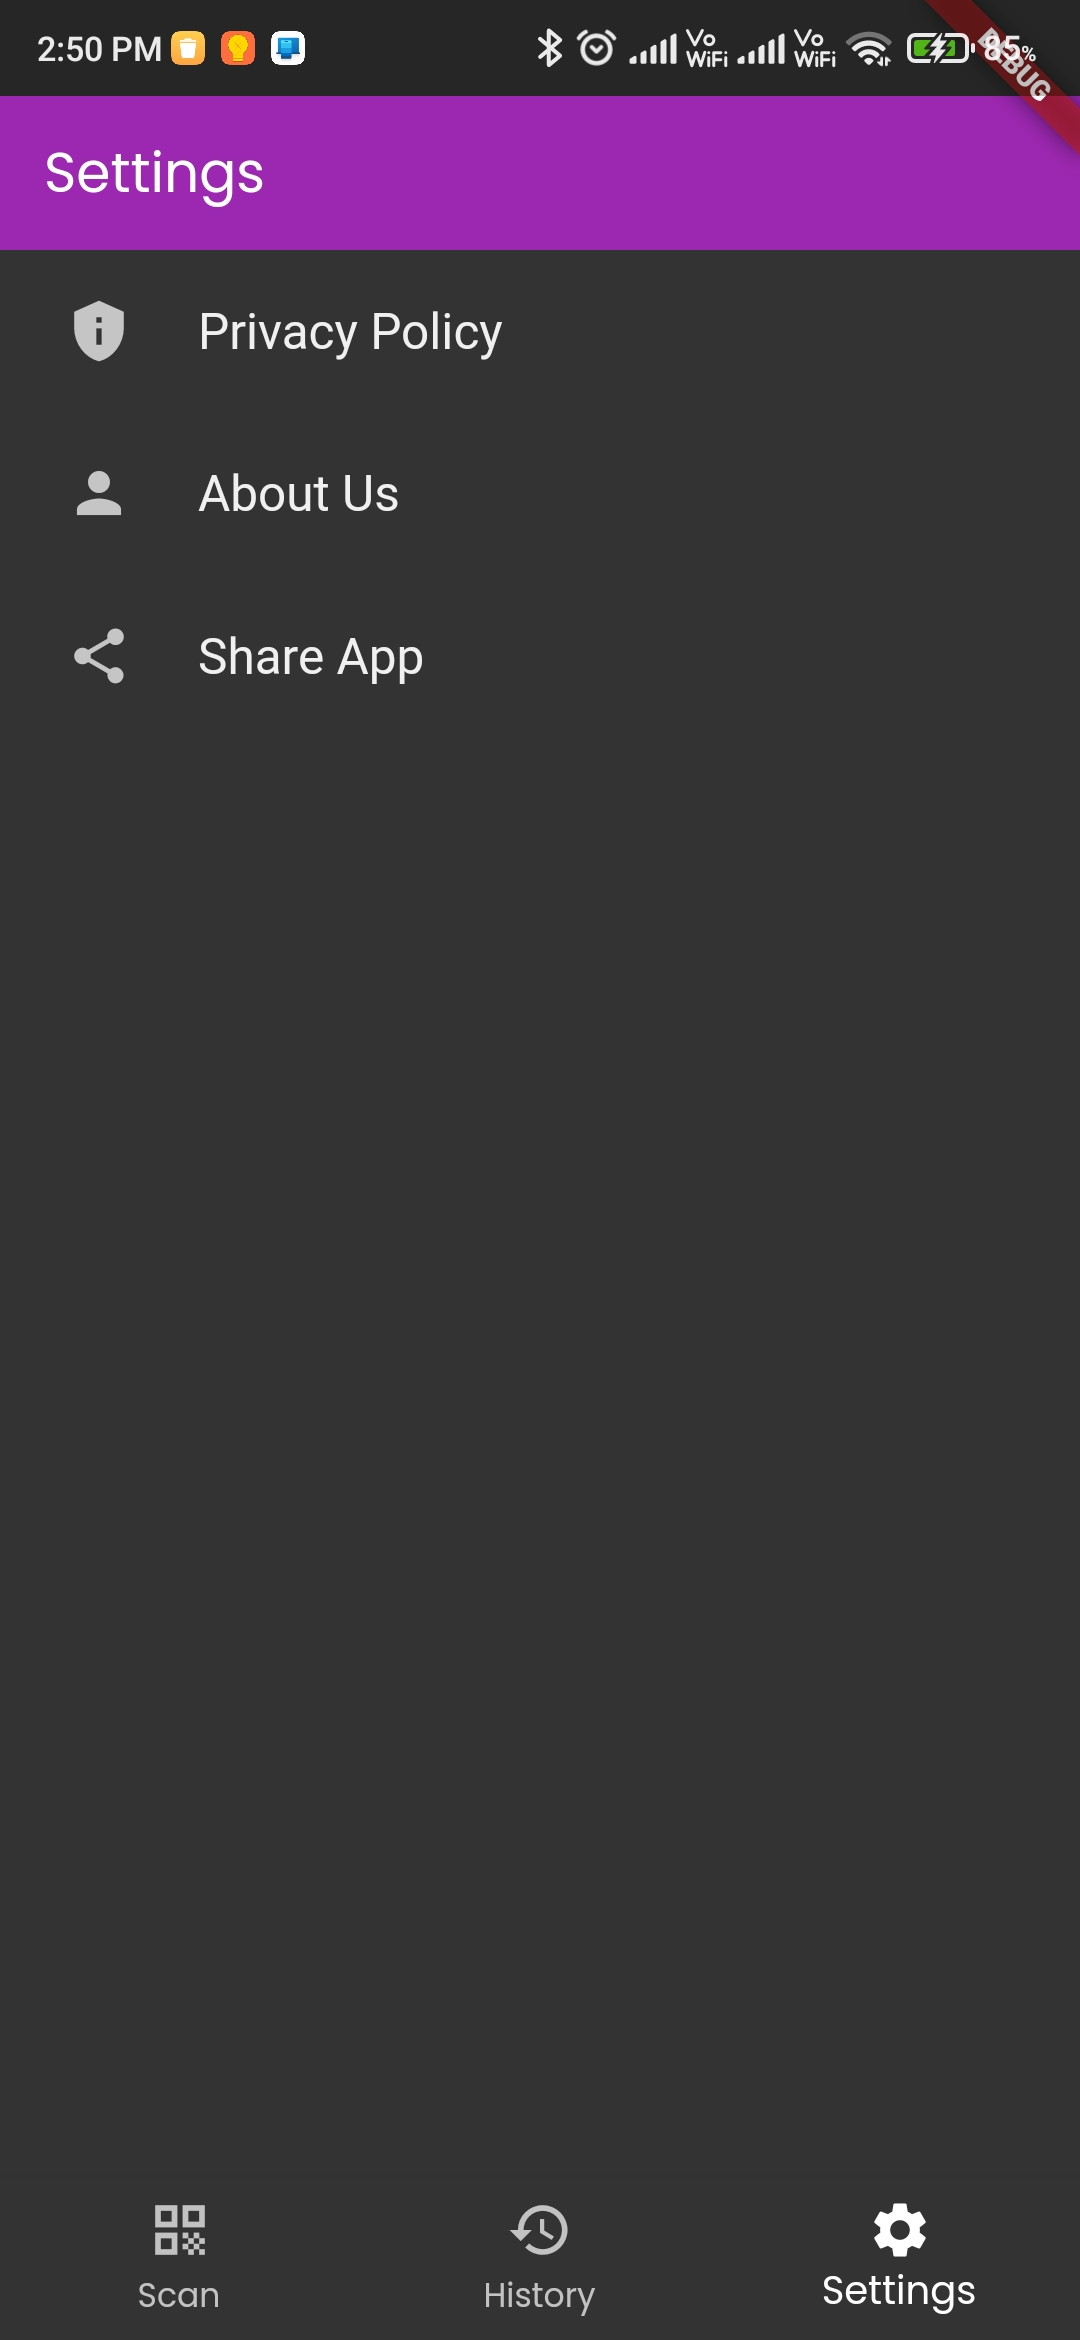 2:50 PM
Vo
WiFi
Vo
WiFi
85%
DEBUG
Settings
Privacy Policy
About Us
Share App
Scan
History
Settings